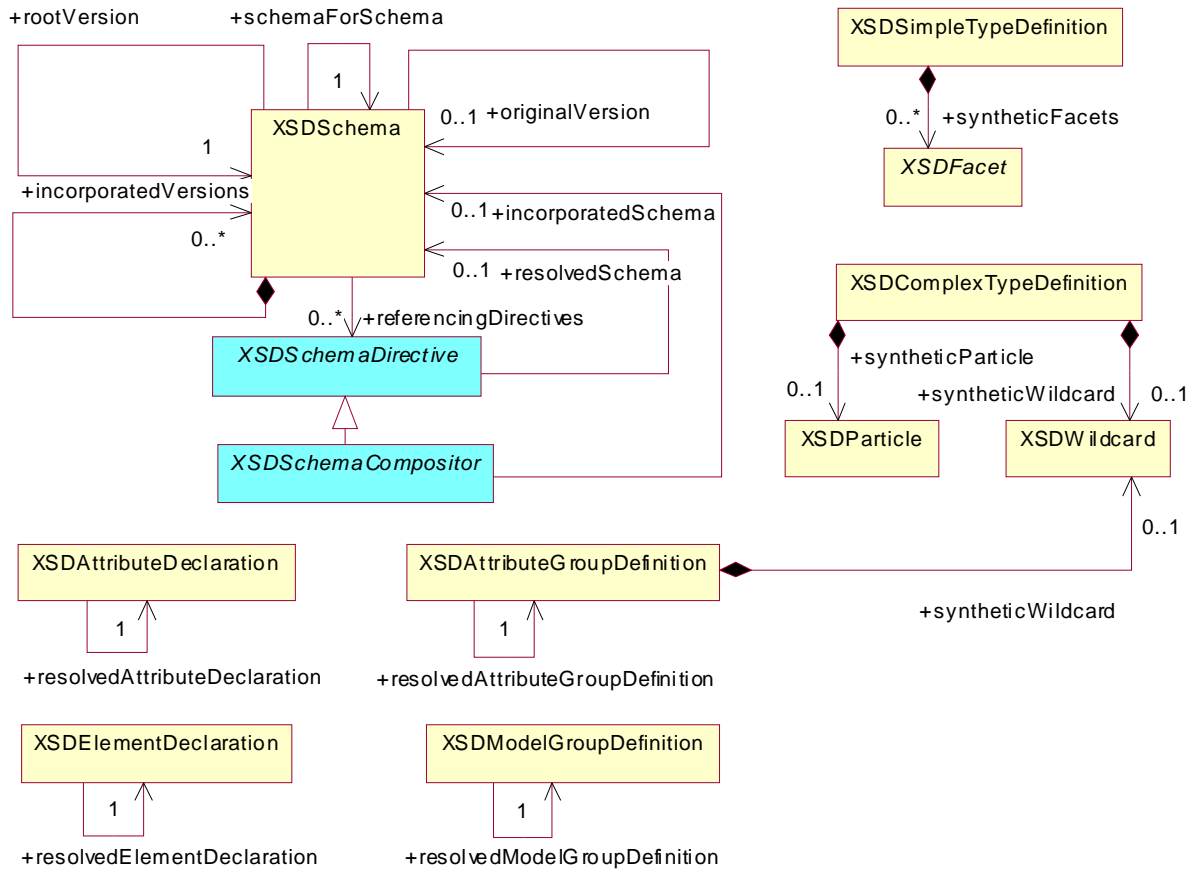 +rootVersion
+schemaForSchema
XSDSimpleTypeDefinition
1
0..1
+originalVersion
XSDSchema
0..*
+syntheticFacets
1
XSDFacet
+incorporatedVersions
0..1
+incorporatedSchema
0..*
0..1
+resolvedSchema
XSDComplexTypeDefinition
0..*
+referencingDirectives
XSDSchemaDirective
+syntheticParticle
0..1
+syntheticWildcard
0..1
XSDParticle
XSDWildcard
XSDSchemaCompositor
0..1
XSDAttributeDeclaration
XSDAttributeGroupDefinition
+syntheticWildcard
1
1
+resolvedAttributeDeclaration
+resolvedAttributeGroupDefinition
XSDElementDeclaration
XSDModelGroupDefinition
1
1
+resolvedElementDeclaration
+resolvedModelGroupDefinition